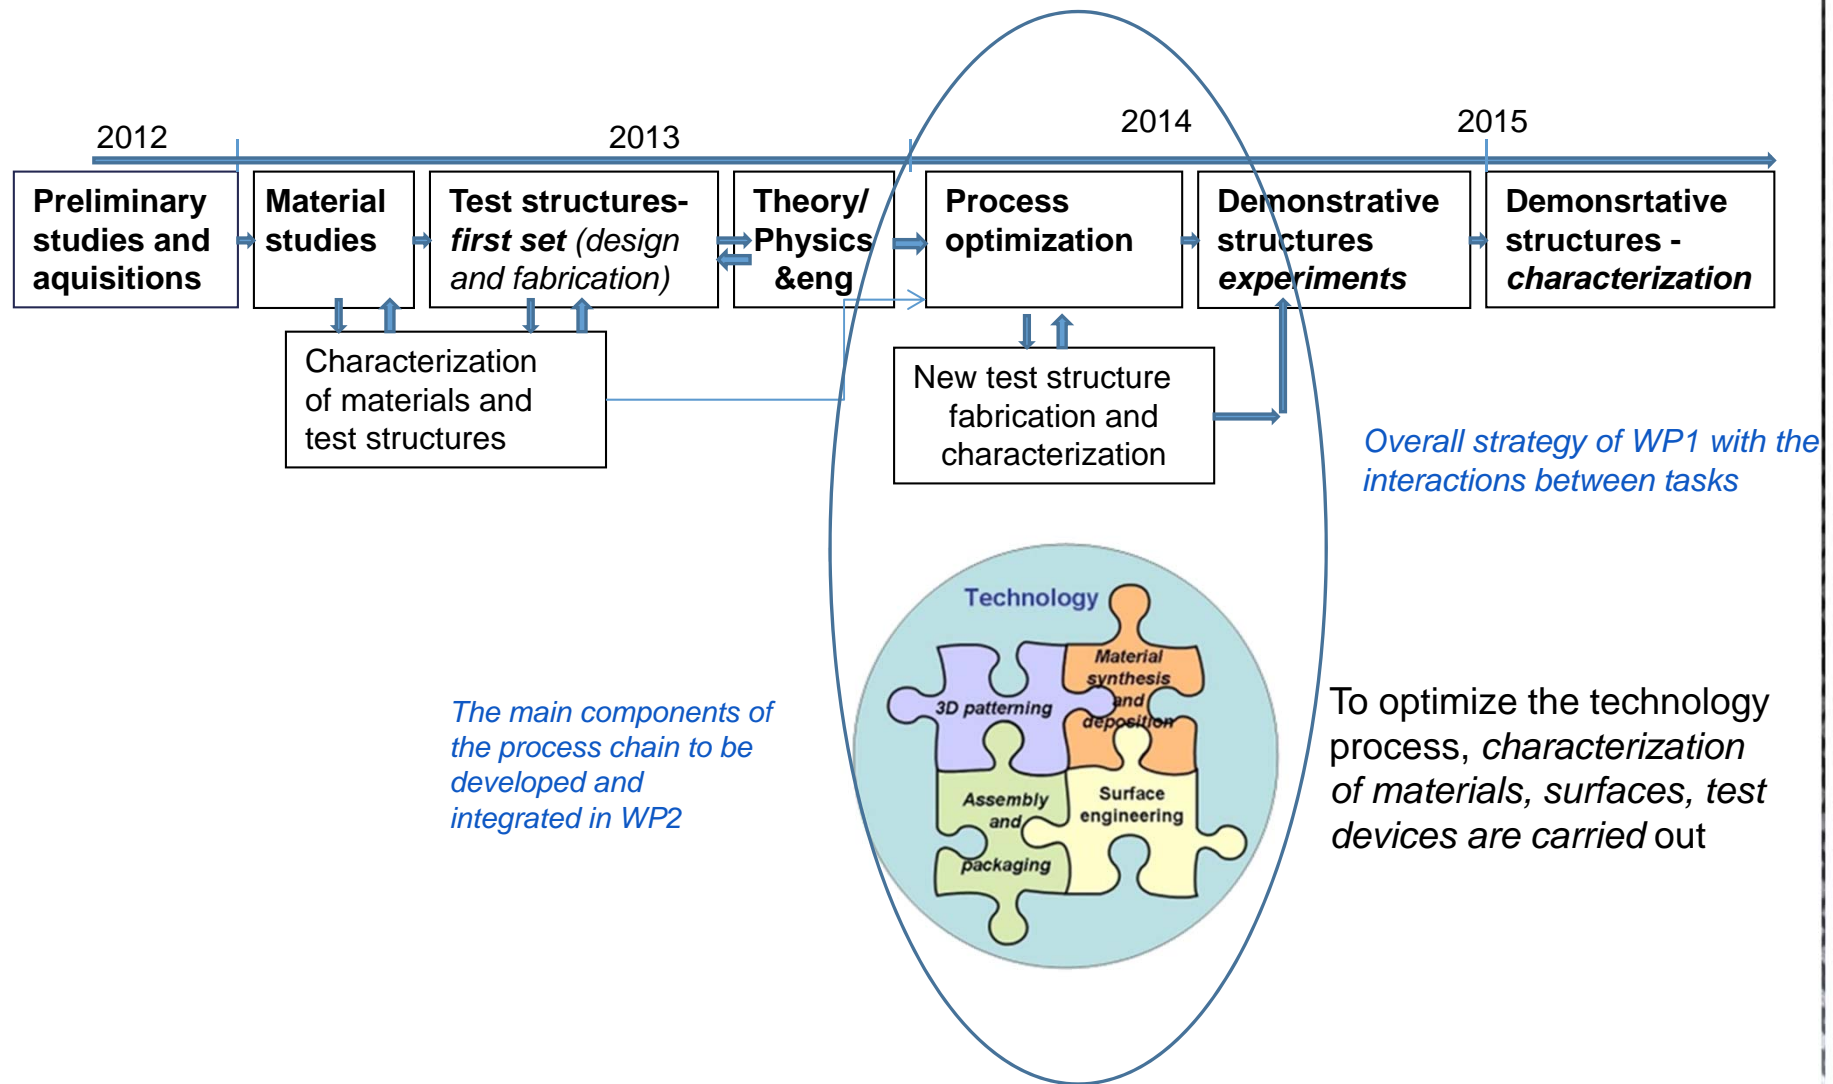 2012
2013
2014
2015
Preliminary
studies and
aquisitions
Material
studies
Test structures-
first set (design
and fabrication)
Theory/
Physics
&eng
Process
optimization
Demonstrative
structures
experiments
Demonsrtative
structures -
characterization
Characterization
of materials and
test structures
New test structure
fabrication and
characterization
Overall strategy of WP1 with the
interactions between tasks
Technology
3D patterning
Material
synthesis
and
deposition
Assembly
and
packaging
Surface
engineering
The main components of
the process chain to be
developed and
integrated in WP2
To optimize the technology
process, characterization
of materials, surfaces, test
devices are carried out